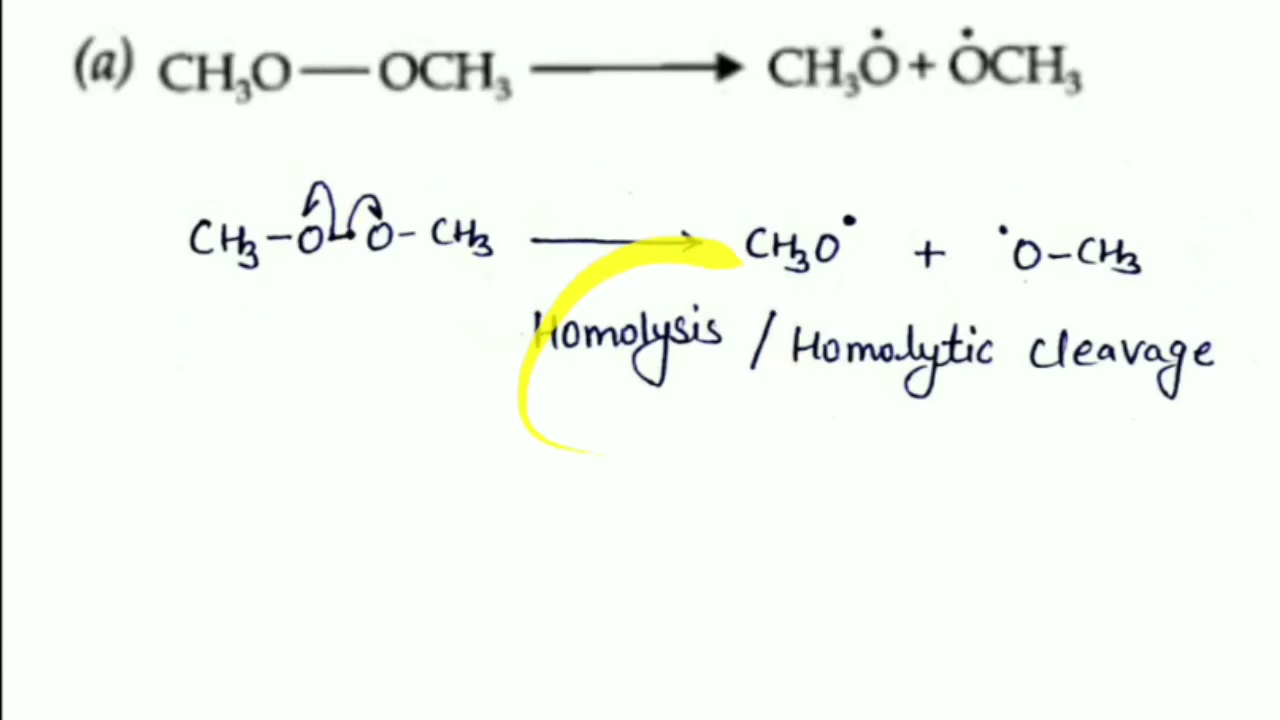 (a) CH₃O—OCH₃ ⟶ CH₃Ȯ + ȮCH₃
CH₃-O-O-CH₃ ⟶ CH₃O• + •O-CH₃
Homolysis / Homolytic cleavage